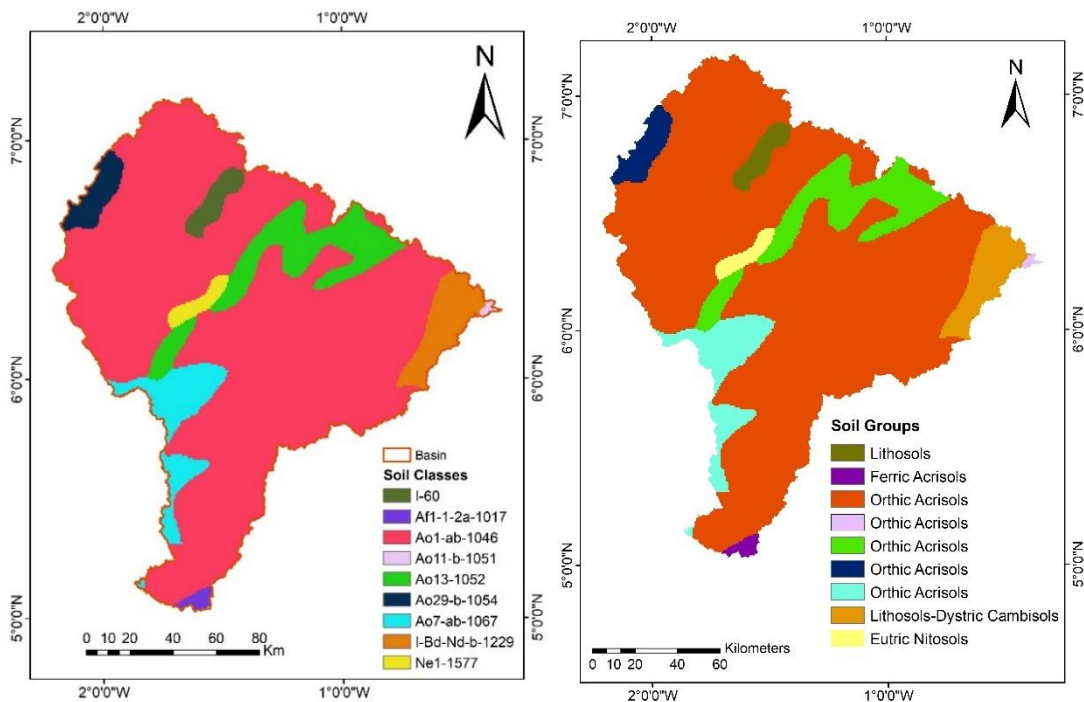 2°0'0"W
1°0'0"W
N
7°0'0"N
6°0'0"N
5°0'0"N
7°0'0"N
6°0'0"N
5°0'0"N
Basin
Soil Classes
I-60
Af1-1-2a-1017
Ao1-ab-1046
Ao11-b-1051
Ao13-1052
Ao29-b-1054
Ao7-ab-1067
I-Bd-Nd-b-1229
Ne1-1577
0 10 20 40 60 80
Km
2°0'0"W
1°0'0"W
2°0'0"W
1°0'0"W
N
7°0'0"N
6°0'0"N
5°0'0"N
7°0'0"N
6°0'0"N
5°0'0"N
Soil Groups
Lithosols
Ferric Acrisols
Orthic Acrisols
Orthic Acrisols
Orthic Acrisols
Orthic Acrisols
Orthic Acrisols
Lithosols-Dystric Cambisols
Eutric Nitosols
Kilometers
0 10 20 40 60
2°0'0"W
1°0'0"W